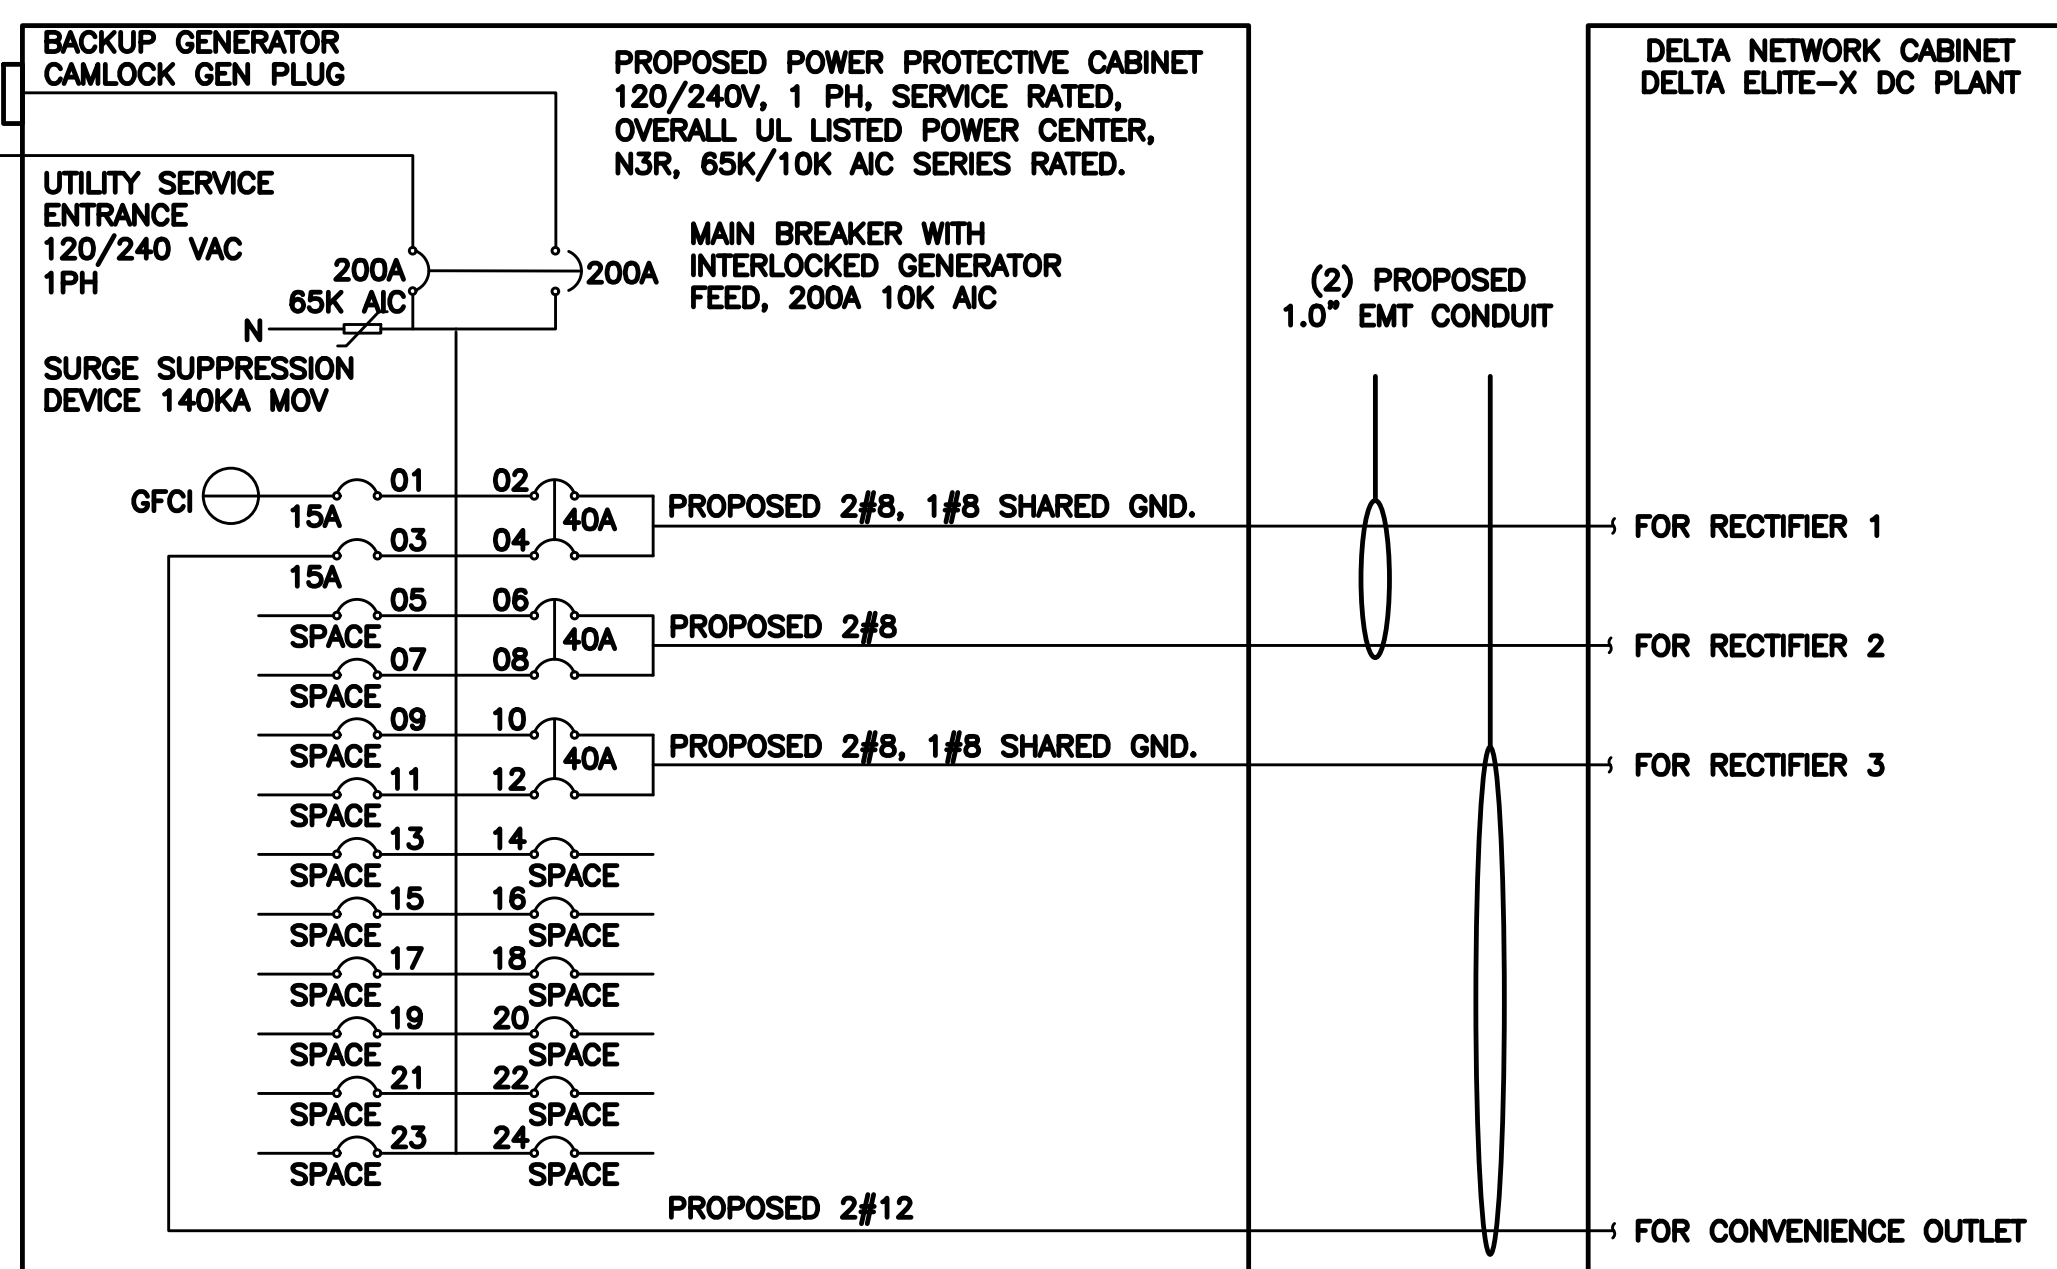 BACKUP GENERATOR
CAMLOCK GEN PLUG
PROPOSED POWER PROTECTIVE CABINET
120/240V, 1 PH, SERVICE RATED,
OVERALL UL LISTED POWER CENTER,
N3R, 65K/10K AIC SERIES RATED.
DELTA NETWORK CABINET
DELTA ELITE-X DC PLANT
UTILITY SERVICE
ENTRANCE
120/240 VAC
1PH
200A
65K AIC
200A
MAIN BREAKER WITH
INTERLOCKED GENERATOR
FEED, 200A 10K AIC
(2) PROPOSED
1.0" EMT CONDUIT
N
SURGE SUPPRESSION
DEVICE 140KA MOV
GFCI
01 02
15A 40A
PROPOSED 2#8, 1#8 SHARED GND.
FOR RECTIFIER 1
03 04
15A
05 06
SPACE 40A
PROPOSED 2#8
FOR RECTIFIER 2
07 08
SPACE
09 10
SPACE 40A
PROPOSED 2#8, 1#8 SHARED GND.
FOR RECTIFIER 3
11 12
SPACE
13 14
SPACE SPACE
15 16
SPACE SPACE
17 18
SPACE SPACE
19 20
SPACE SPACE
21 22
SPACE SPACE
23 24
SPACE SPACE
PROPOSED 2#12
FOR CONVENIENCE OUTLET